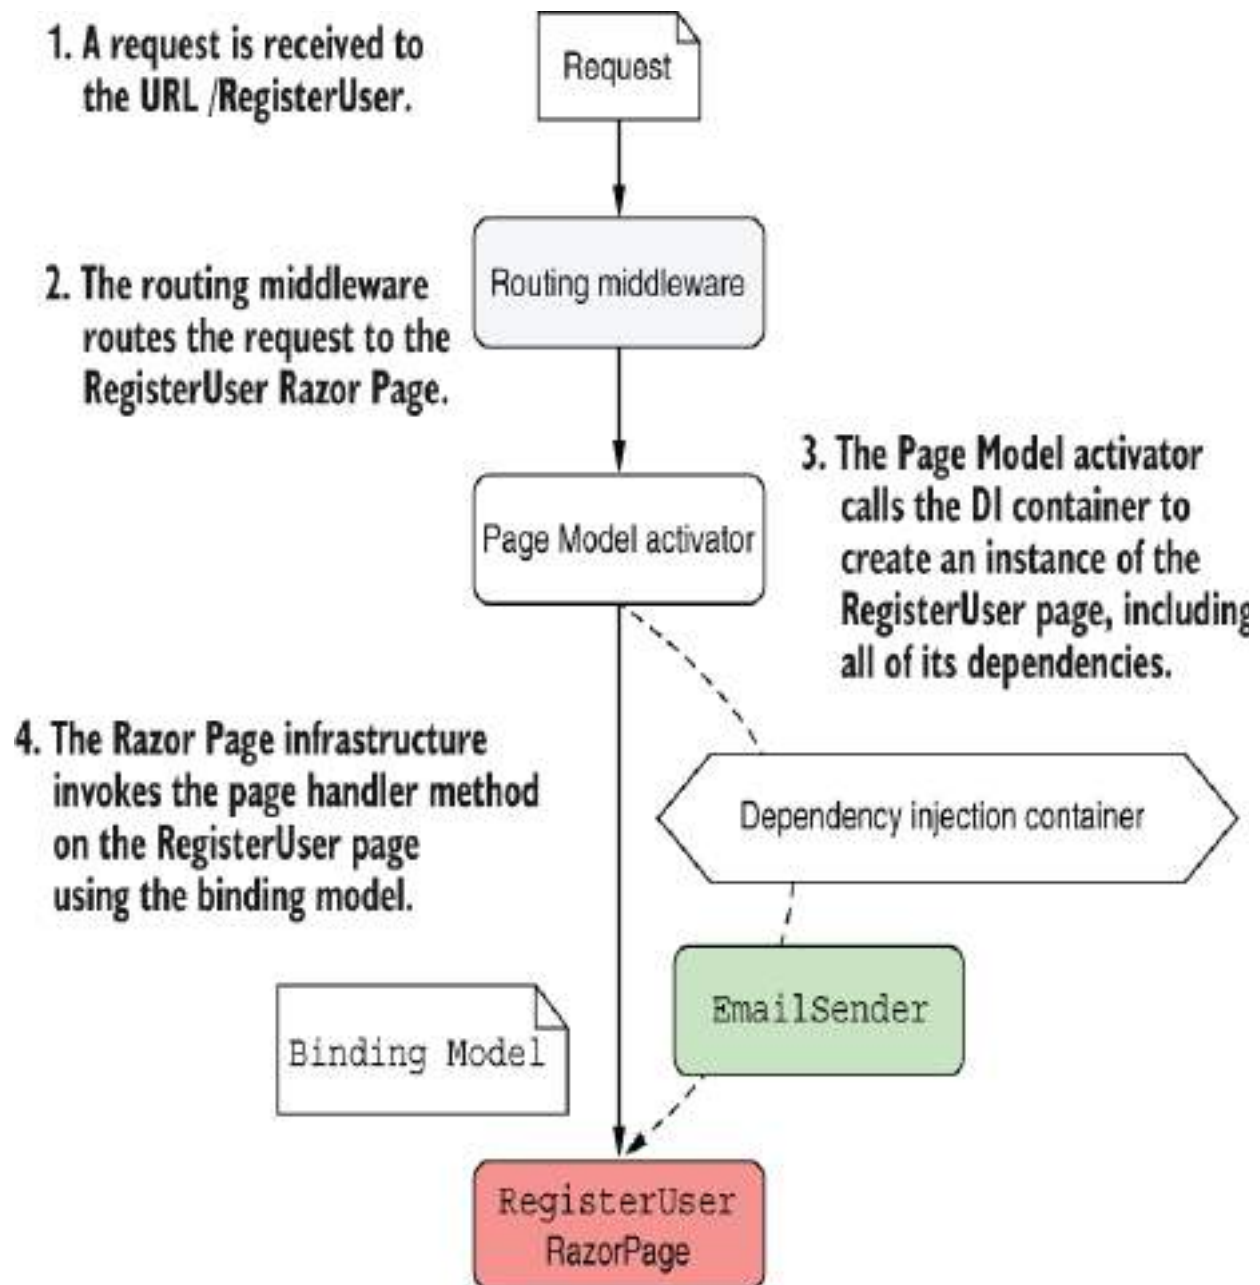 1. A request is received to
the URL /RegisterUser.
Request
2. The routing middleware
routes the request to the
RegisterUser Razor Page.
Routing middleware
3. The Page Model activator
calls the DI container to
create an instance of the
RegisterUser page, including
all of its dependencies.
Page Model activator
4. The Razor Page infrastructure
invokes the page handler method
on the RegisterUser page
using the binding model.
Dependency injection container
EmailSender
Binding Model
RegisterUser
RazorPage